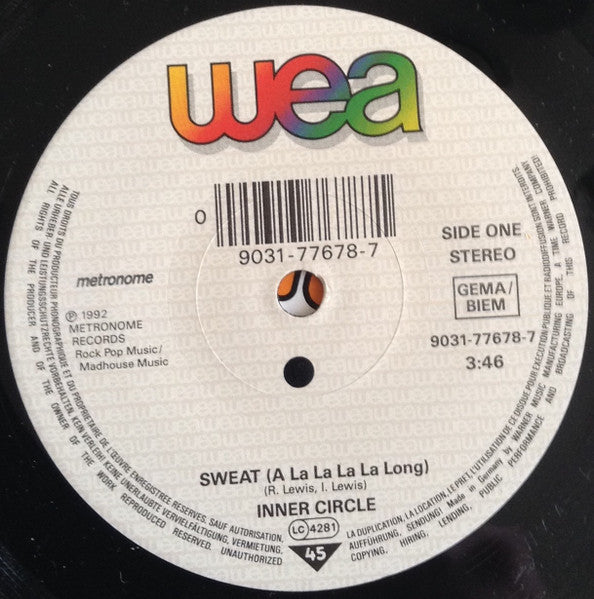 wea
0
9031-77678-7
SIDE ONE
STEREO
GEMA/
BIEM
9031-77678-7
3:46
metronome
℗ 1992
METRONOME
RECORDS
Rock Pop Music/
Madhouse Music
SWEAT (A La La La La Long)
(R. Lewis, I. Lewis)
INNER CIRCLE
LC 4281
45
TOUS DROITS DU PRODUCTEUR PHONOGRAPHIQUE ET DU PROPRIETAIRE DE L'ŒUVRE ENREGISTREE RESERVES. SAUF AUTORISATION,
LA DUPLICATION, LA LOCATION, LE PRET, L'UTILISATION DE CE DISQUE POUR EXECUTION PUBLIQUE ET RADIODIFFUSION SONT INTERDITS
ALLE URHEBER UND LEISTUNGSSCHUTZRECHTE VORBEHALTEN. KEIN VERLEIH! KEINE UNERLAUBTE VERVIELFÄLTIGUNG, VERMIETUNG,
AUFFÜHRUNG, SENDUNG! Made in Germany by WARNER MUSIC MANUFACTURING EUROPE. A TIME WARNER COMPANY
ALL RIGHTS OF THE PRODUCER AND OF THE OWNER OF THE WORK REPRODUCED RESERVED. UNAUTHORIZED
COPYING, HIRING, LENDING, PUBLIC PERFORMANCE AND BROADCASTING OF THIS RECORD PROHIBITED!